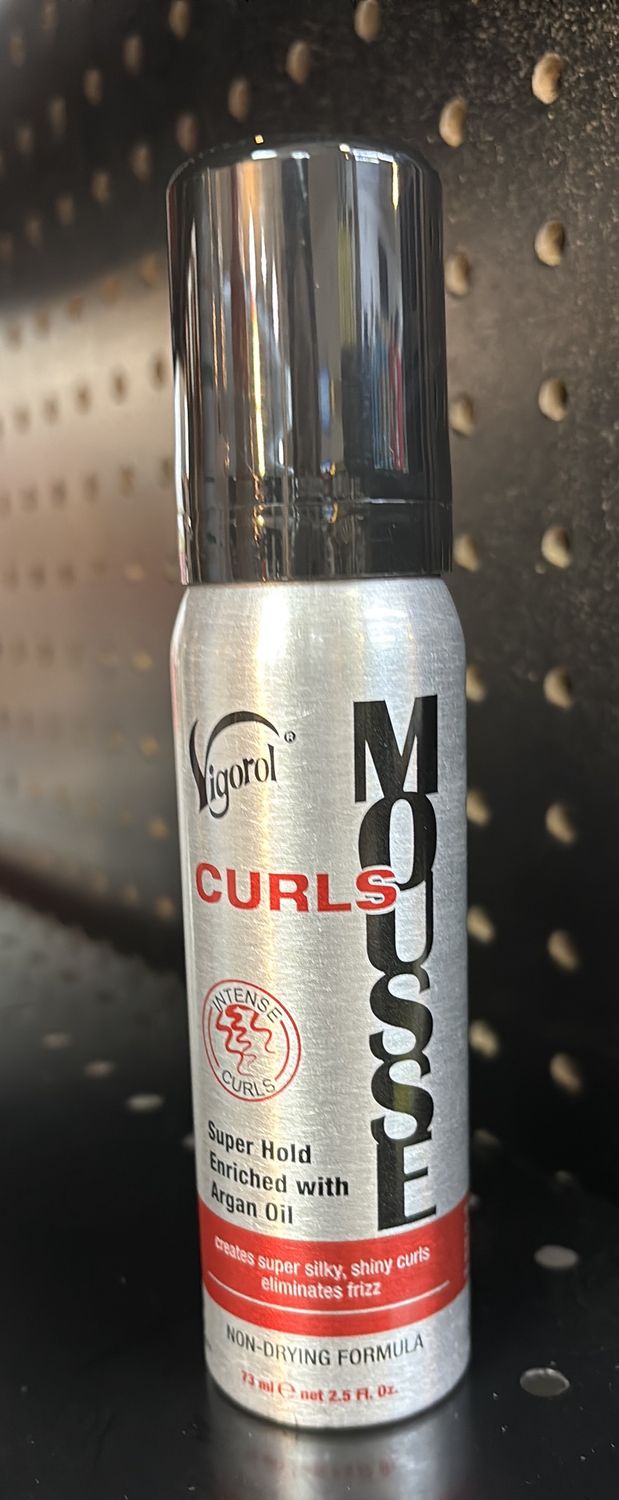 Vigorol®
MOUSSE
CURLS
INTENSE
CURLS
Super Hold
Enriched with
Argan Oil
creates super silky, shiny curls
eliminates frizz
NON-DRYING FORMULA
73 ml ℮ net 2.5 Fl. Oz.